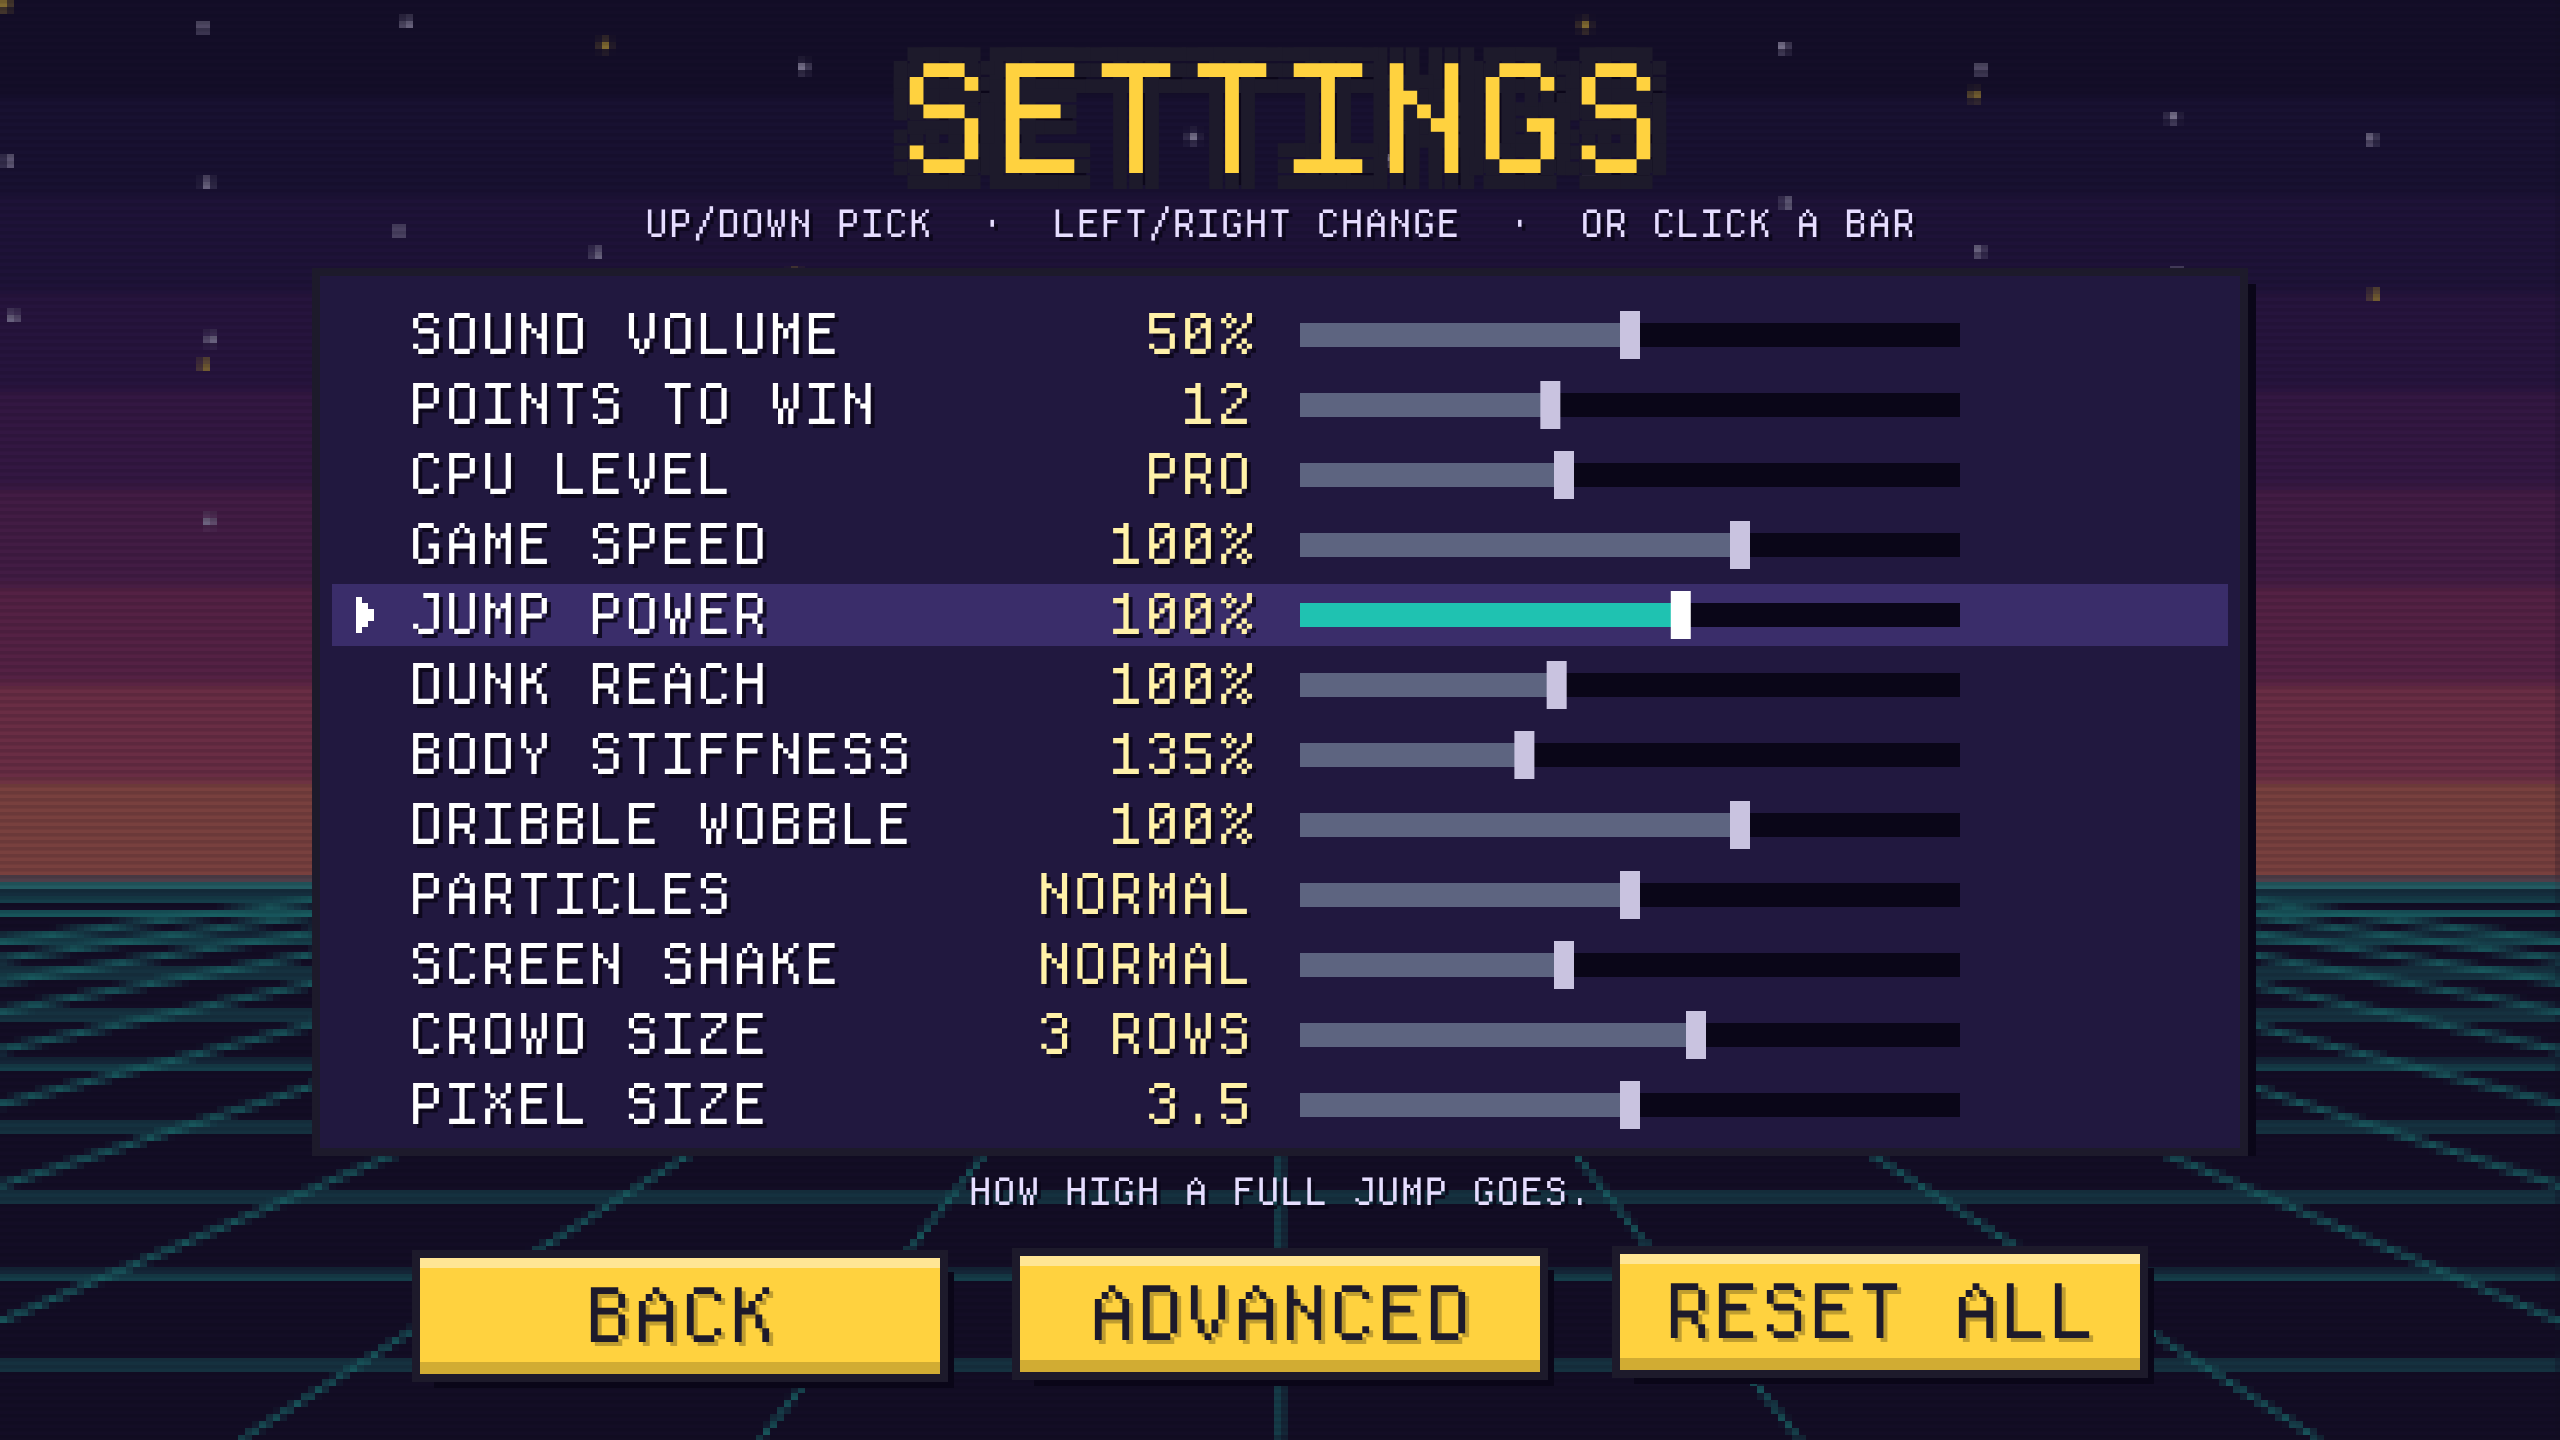 SETTINGS
UP/DOWN PICK · LEFT/RIGHT CHANGE · OR CLICK A BAR
SOUND VOLUME 50%
POINTS TO WIN 12
CPU LEVEL PRO
GAME SPEED 100%
JUMP POWER 100%
DUNK REACH 100%
BODY STIFFNESS 135%
DRIBBLE WOBBLE 100%
PARTICLES NORMAL
SCREEN SHAKE NORMAL
CROWD SIZE 3 ROWS
PIXEL SIZE 3.5
HOW HIGH A FULL JUMP GOES.
BACK ADVANCED RESET ALL